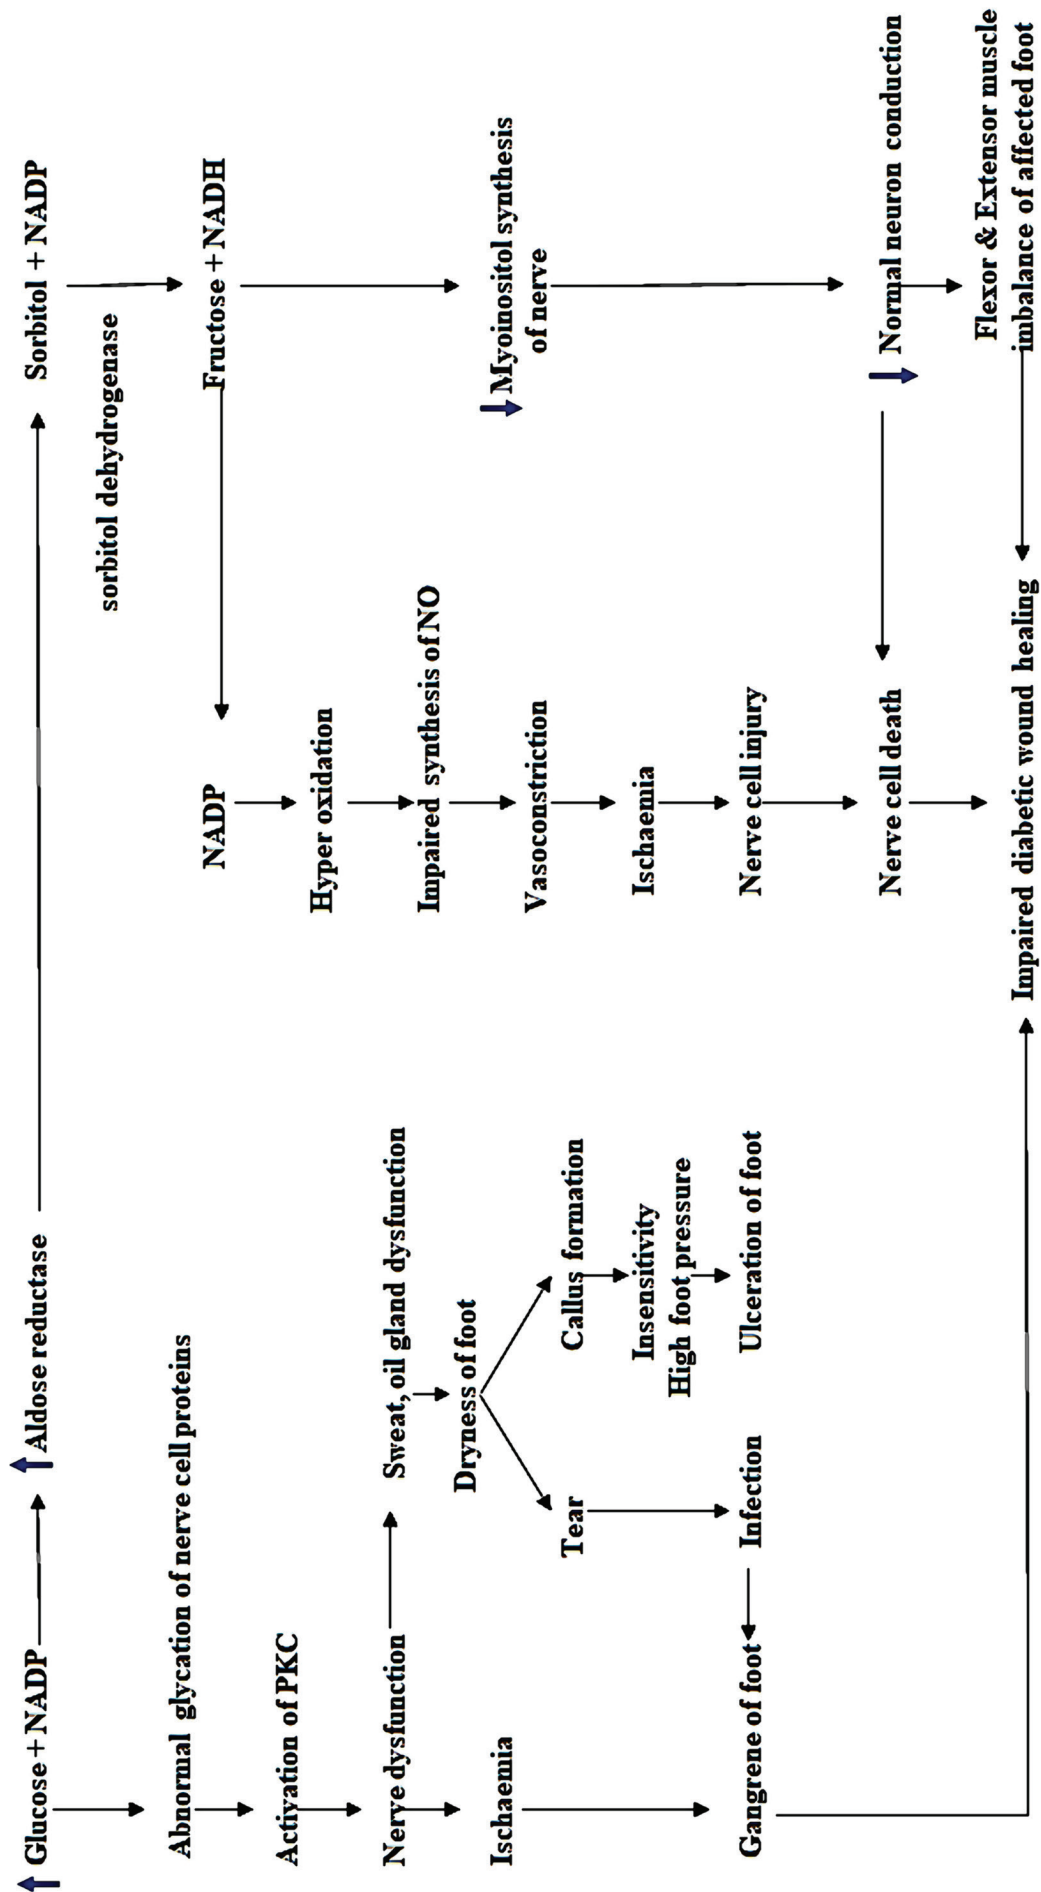 Glucose + NADP
Aldose reductase
Sorbitol + NADP
sorbitol dehydrogenase
Abnormal glycation of nerve cell proteins
NADP
Fructose + NADH
Activation of PKC
Hyper oxidation
Nerve dysfunction
Sweat, oil gland dysfunction
Impaired synthesis of NO
Dryness of foot
Ischaemia
Vasoconstriction
Myoinositol synthesis
of nerve
Tear
Callus formation
Insensitivity
High foot pressure
Ischaemia
Gangrene of foot
Infection
Ulceration of foot
Nerve cell injury
Nerve cell death
Normal neuron conduction
Flexor & Extensor muscle
imbalance of affected foot
Impaired diabetic wound healing